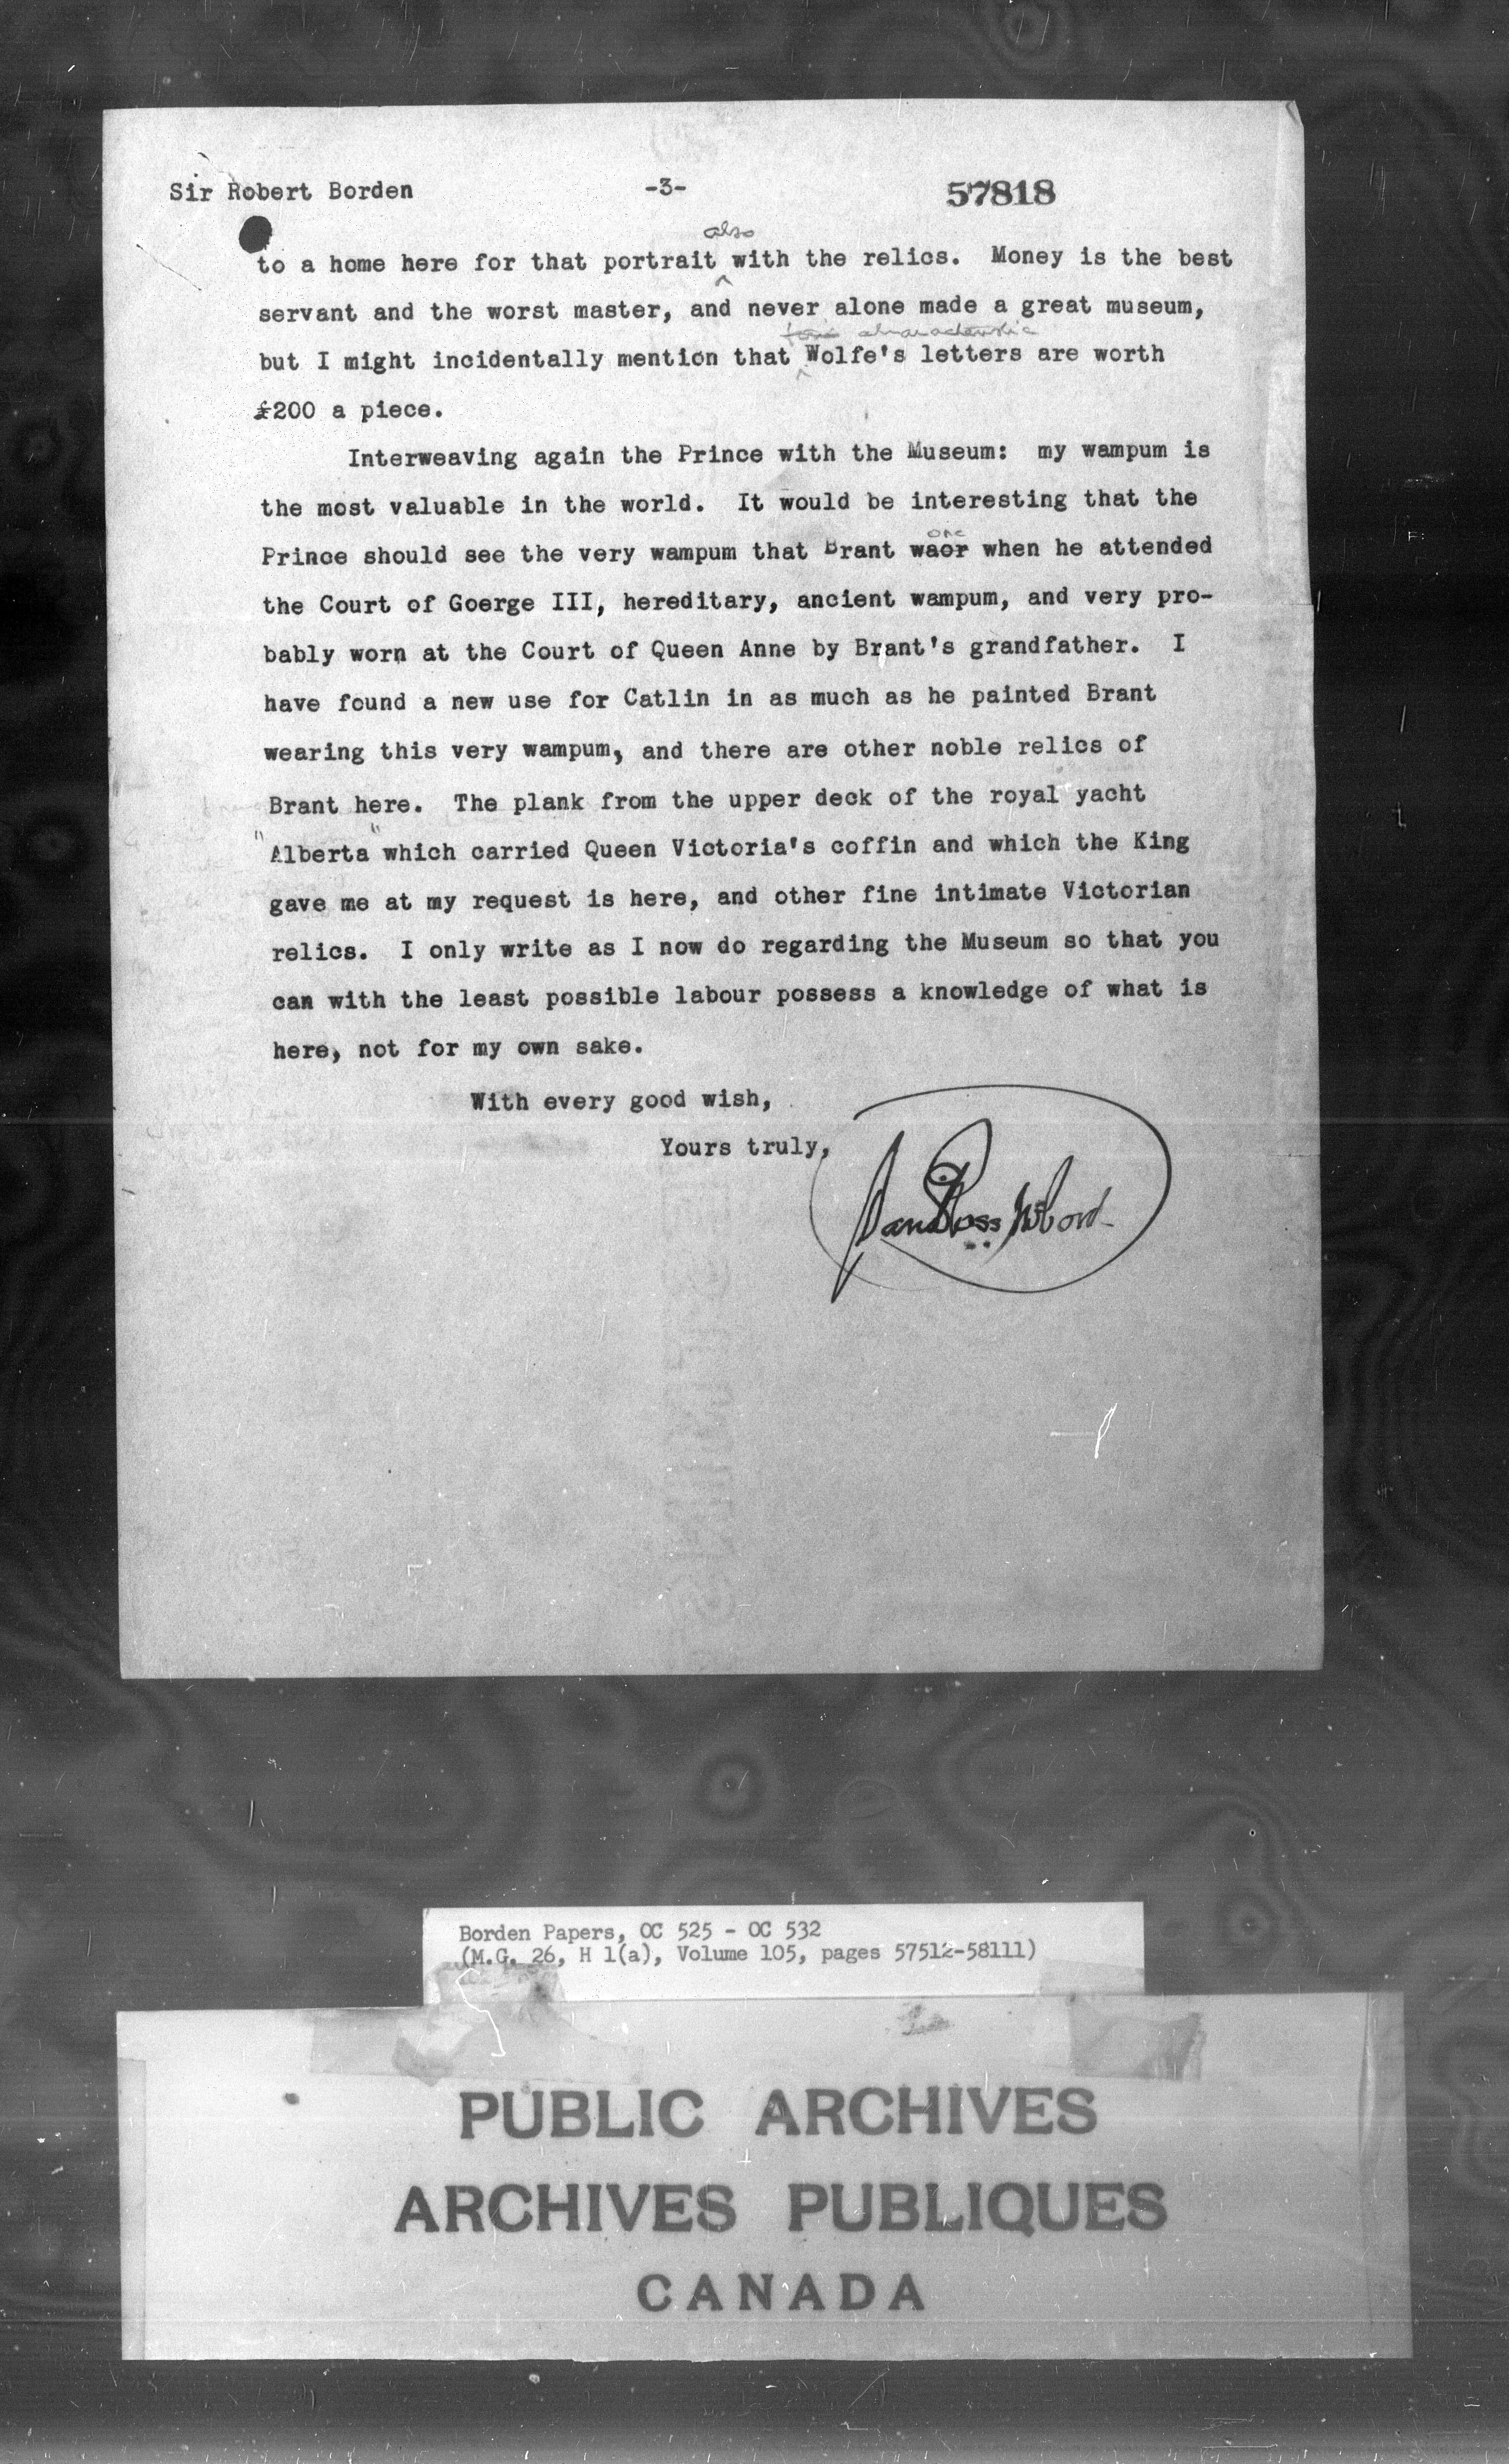 Sir Robert Borden -3- 57818
also
to a home here for that portrait with the relics. Money is the best
servant and the worst master, and never alone made a great museum,
characteristic
but I might incidentally mention that Wolfe's letters are worth
£200 a piece.
Interweaving again the Prince with the Museum: my wampum is
the most valuable in the world. It would be interesting that the
ore
Prince should see the very wampum that Brant waor when he attended
the Court of Goerge III, hereditary, ancient wampum, and very pro-
bably worn at the Court of Queen Anne by Brant's grandfather. I
have found a new use for Catlin in as much as he painted Brant
wearing this very wampum, and there are other noble relics of
Brant here. The plank from the upper deck of the royal yacht
"Alberta" which carried Queen Victoria's coffin and which the King
gave me at my request is here, and other fine intimate Victorian
relics. I only write as I now do regarding the Museum so that you
can with the least possible labour possess a knowledge of what is
here, not for my own sake.
With every good wish,
Yours truly,
Borden Papers, OC 525 - OC 532
(M.G. 26, H 1(a), Volume 105, pages 57512-58111)
PUBLIC ARCHIVES
ARCHIVES PUBLIQUES
CANADA